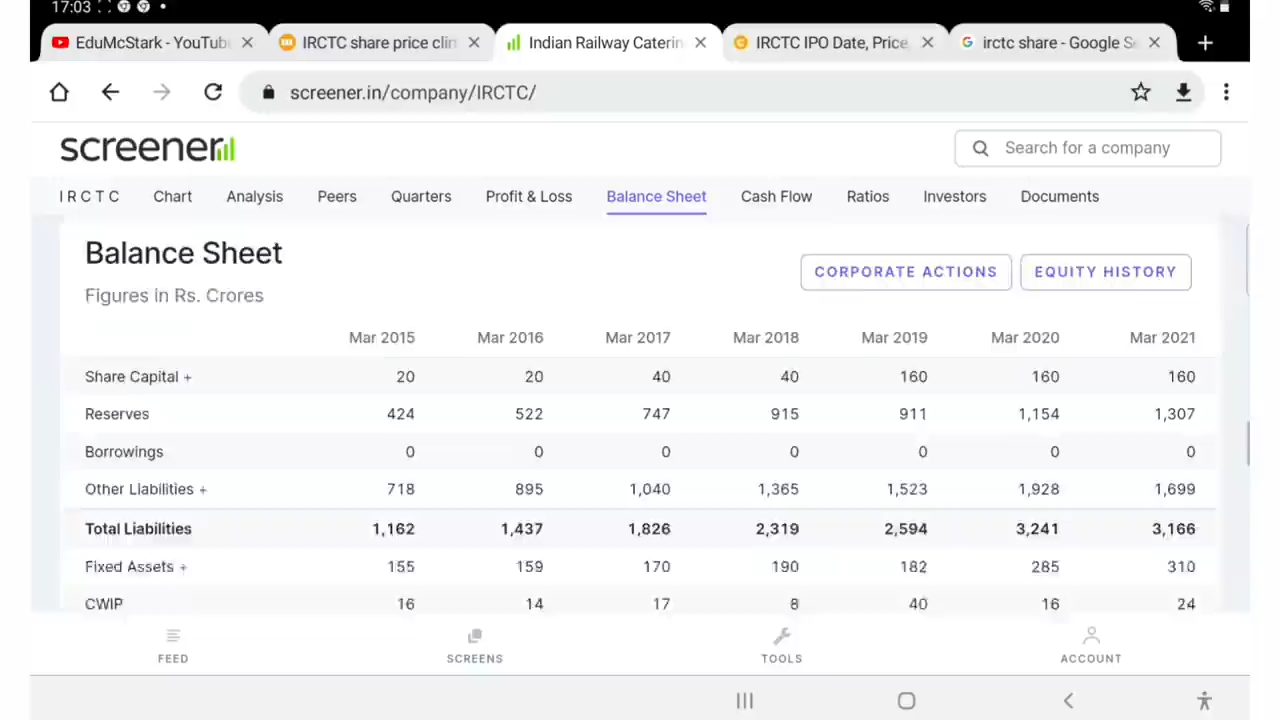 17:03
EduMcStark - YouTub
IRCTC share price clin
Indian Railway Caterin
IRCTC IPO Date, Price,
irctc share - Google Se
screener.in/company/IRCTC/
screener
Search for a company
I R C T C Chart Analysis Peers Quarters Profit & Loss Balance Sheet Cash Flow Ratios Investors Documents
Balance Sheet
CORPORATE ACTIONS EQUITY HISTORY
Figures in Rs. Crores
Mar 2015 Mar 2016 Mar 2017 Mar 2018 Mar 2019 Mar 2020 Mar 2021
Share Capital + 20 20 40 40 160 160 160
Reserves 424 522 747 915 911 1,154 1,307
Borrowings 0 0 0 0 0 0 0
Other Liabilities + 718 895 1,040 1,365 1,523 1,928 1,699
Total Liabilities 1,162 1,437 1,826 2,319 2,594 3,241 3,166
Fixed Assets + 155 159 170 190 182 285 310
CWIP 16 14 17 8 40 16 24
FEED SCREENS TOOLS ACCOUNT